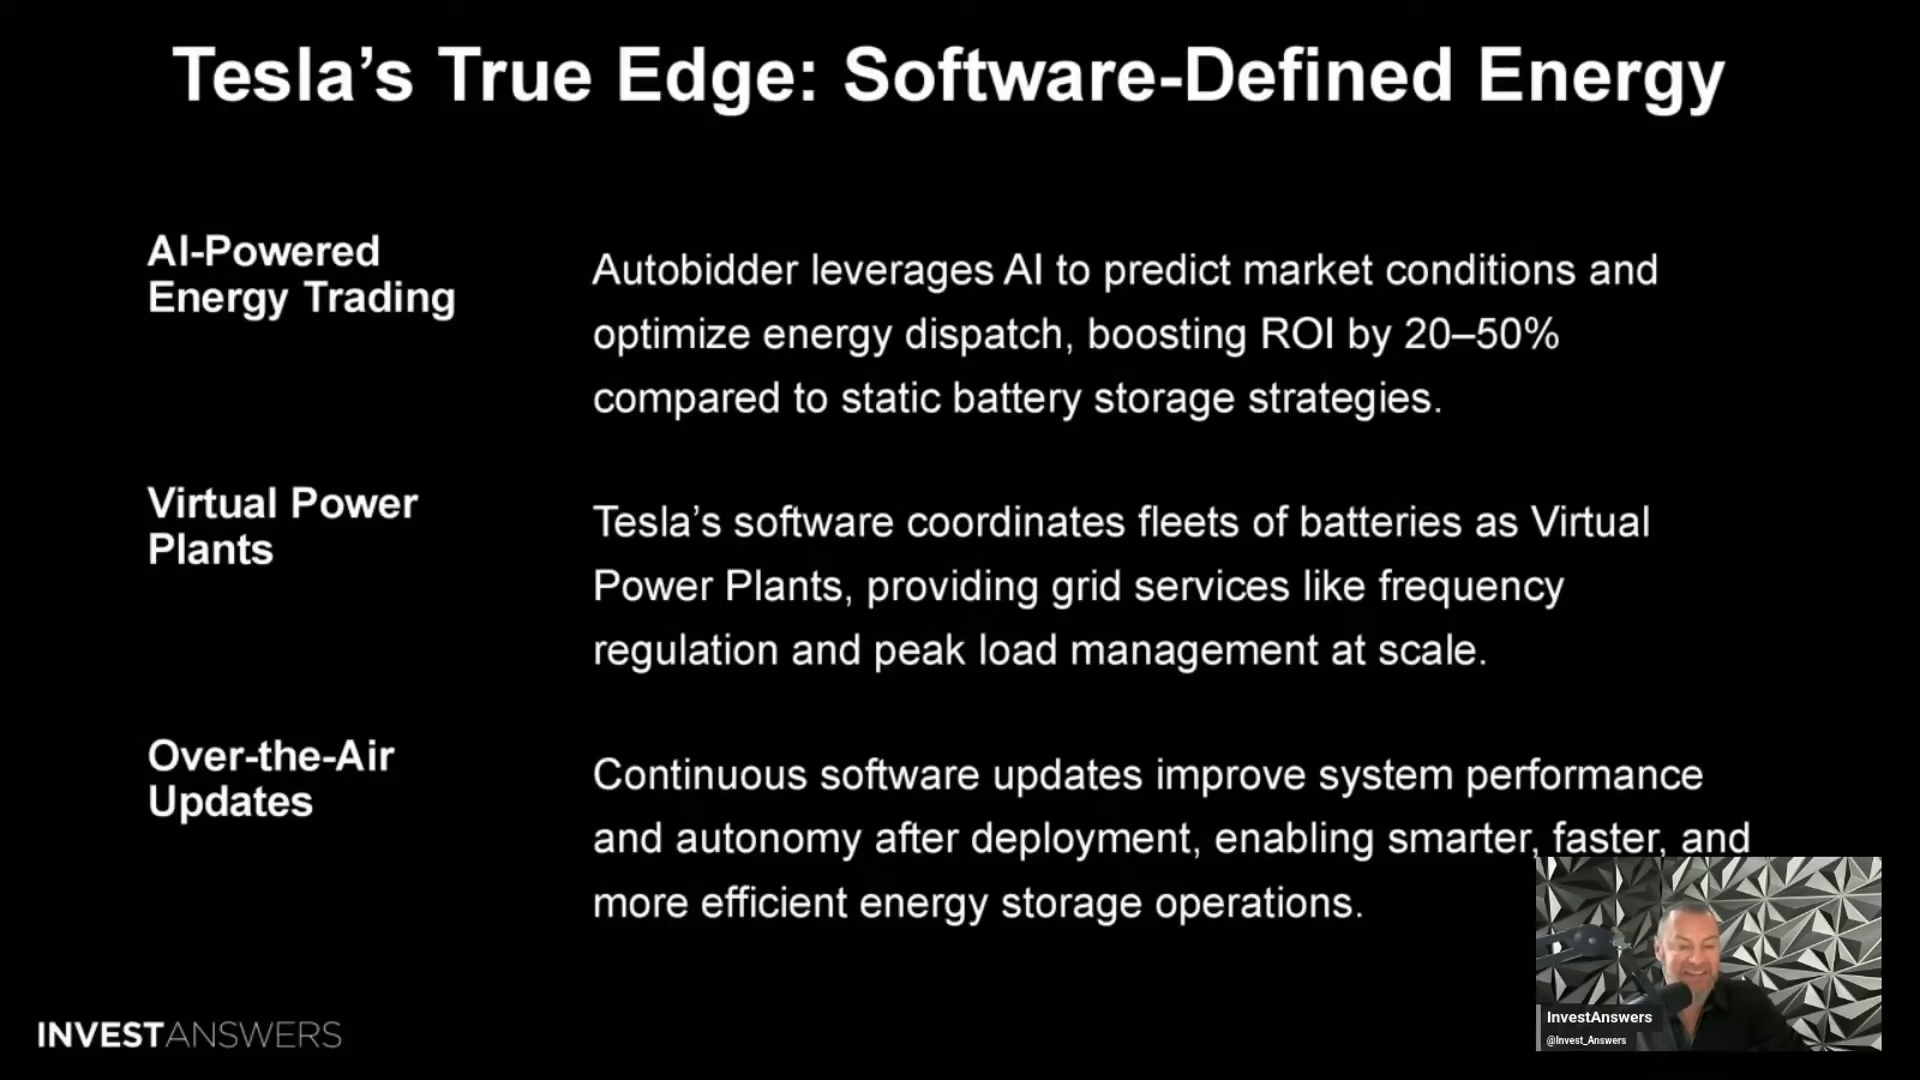 Tesla’s True Edge: Software-Defined Energy
AI-Powered
Energy Trading
Autobidder leverages AI to predict market conditions and
optimize energy dispatch, boosting ROI by 20–50%
compared to static battery storage strategies.
Virtual Power
Plants
Tesla’s software coordinates fleets of batteries as Virtual
Power Plants, providing grid services like frequency
regulation and peak load management at scale.
Over-the-Air
Updates
Continuous software updates improve system performance
and autonomy after deployment, enabling smarter, faster, and
more efficient energy storage operations.
INVESTANSWERS
InvestAnswers
@Invest_Answers